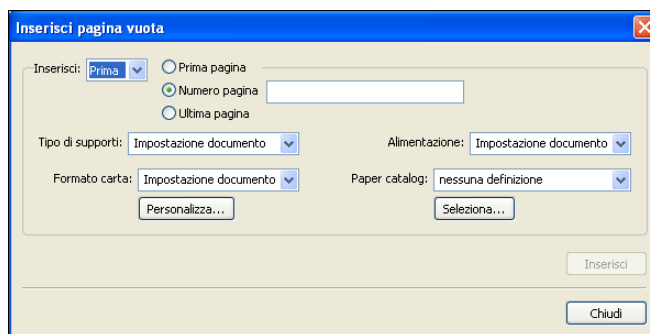 Inserisci pagina vuota
Inserisci: Prima
Prima pagina
Numero pagina
Ultima pagina
Tipo di supporti: Impostazione documento
Alimentazione: Impostazione documento
Formato carta: Impostazione documento
Paper catalog: nessuna definizione
Personalizza...
Seleziona...
Inserisci
Chiudi